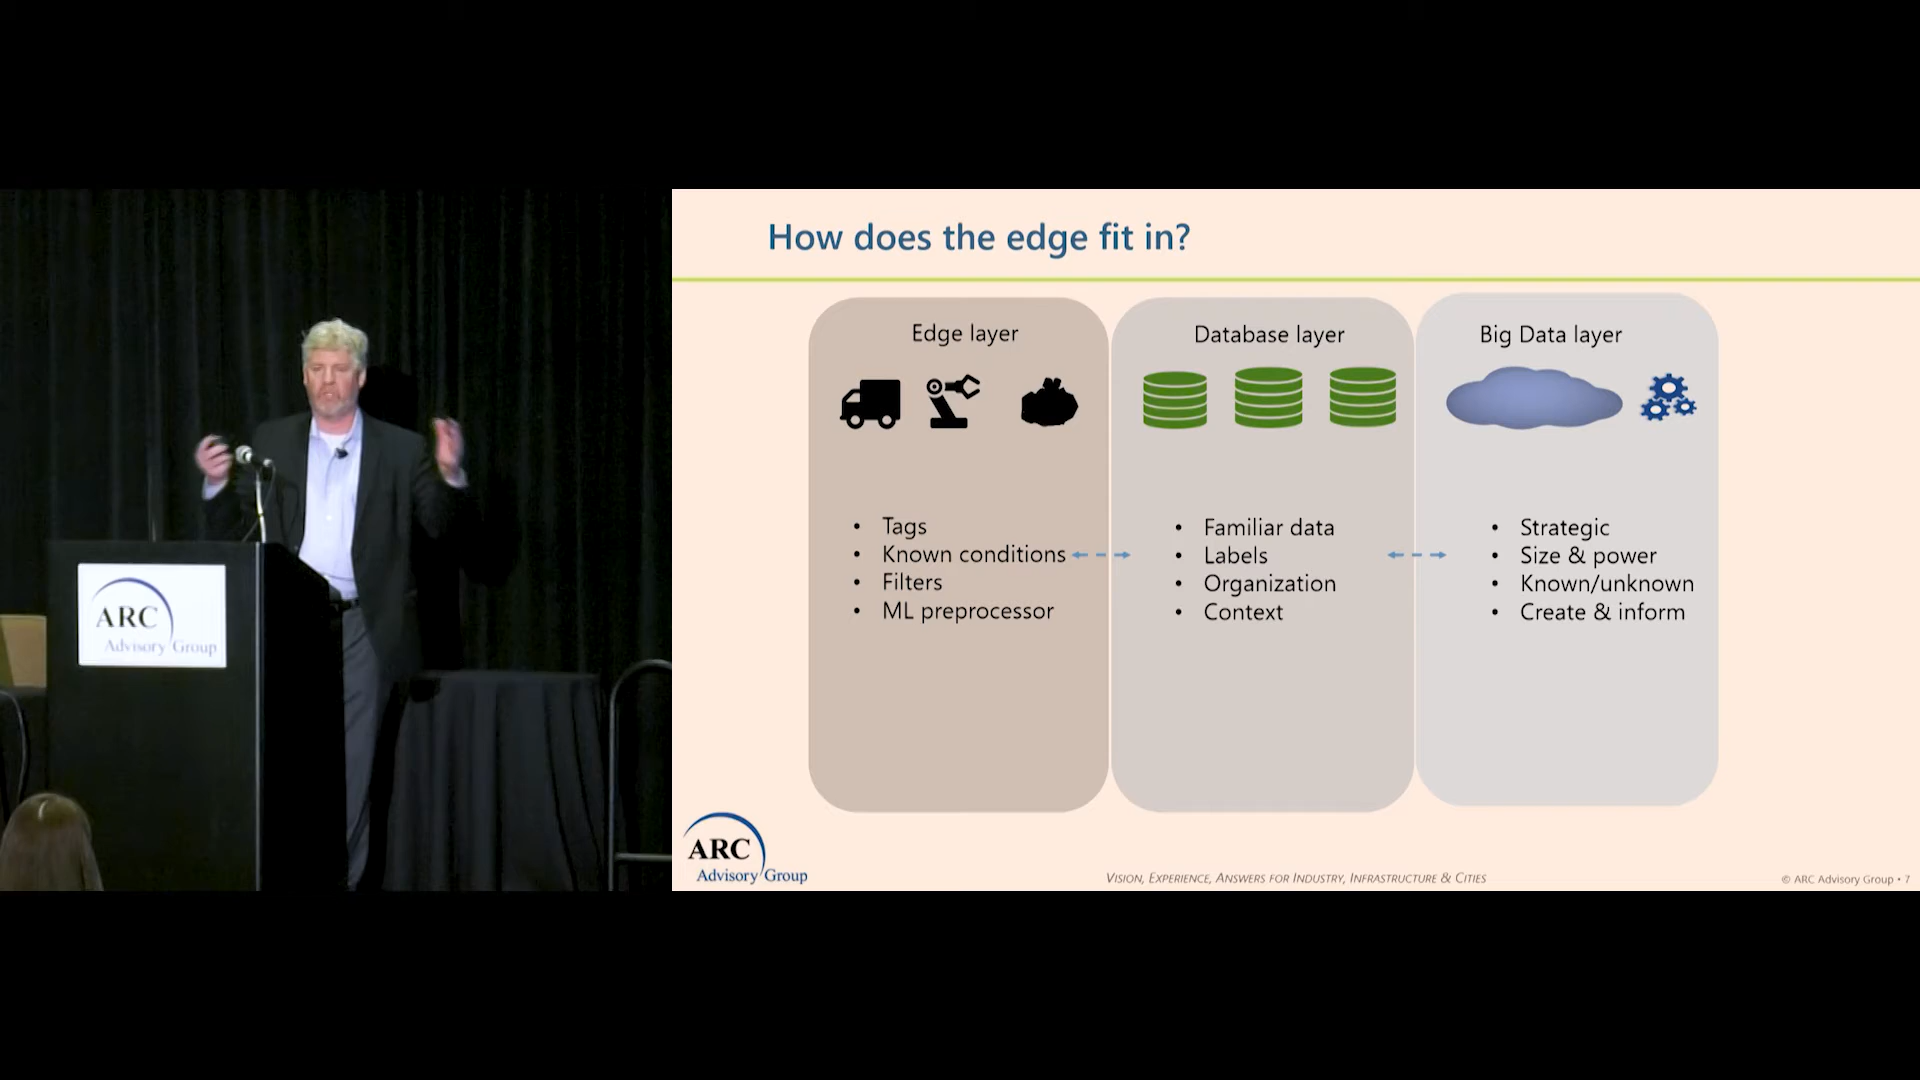 ARC
Advisory Group
How does the edge fit in?
Edge layer
• Tags
• Known conditions
• Filters
• ML preprocessor
Database layer
• Familiar data
• Labels
• Organization
• Context
Big Data layer
• Strategic
• Size & power
• Known/unknown
• Create & inform
ARC
Advisory Group
VISION, EXPERIENCE, ANSWERS FOR INDUSTRY, INFRASTRUCTURE & CITIES
© ARC Advisory Group • 7